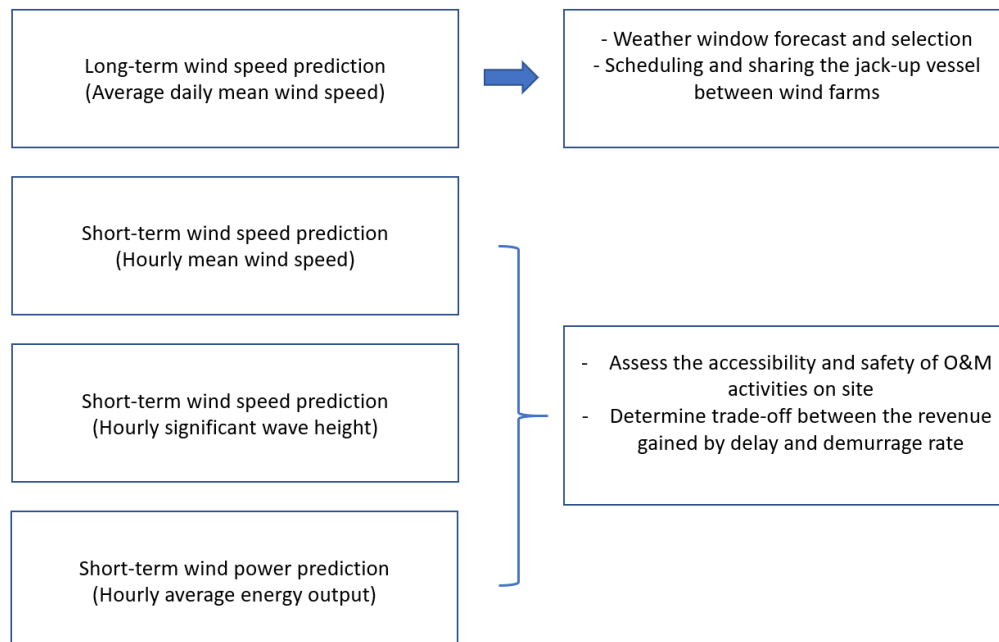 Long-term wind speed prediction
(Average daily mean wind speed)
- Weather window forecast and selection
- Scheduling and sharing the jack-up vessel
between wind farms
Short-term wind speed prediction
(Hourly mean wind speed)
Short-term wind speed prediction
(Hourly significant wave height)
- Assess the accessibility and safety of O&M
activities on site
- Determine trade-off between the revenue
gained by delay and demurrage rate
Short-term wind power prediction
(Hourly average energy output)